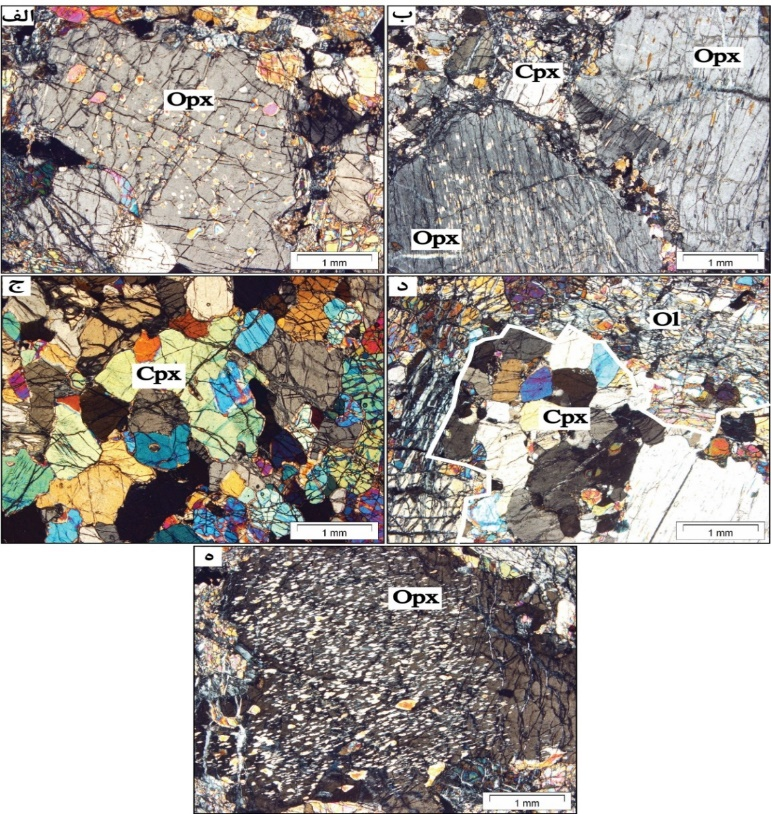 الف
Opx
1 mm
ب
Opx
Cpx
Opx
1 mm
ج
Cpx
1 mm
د
Ol
Cpx
1 mm
ه
Opx
1 mm